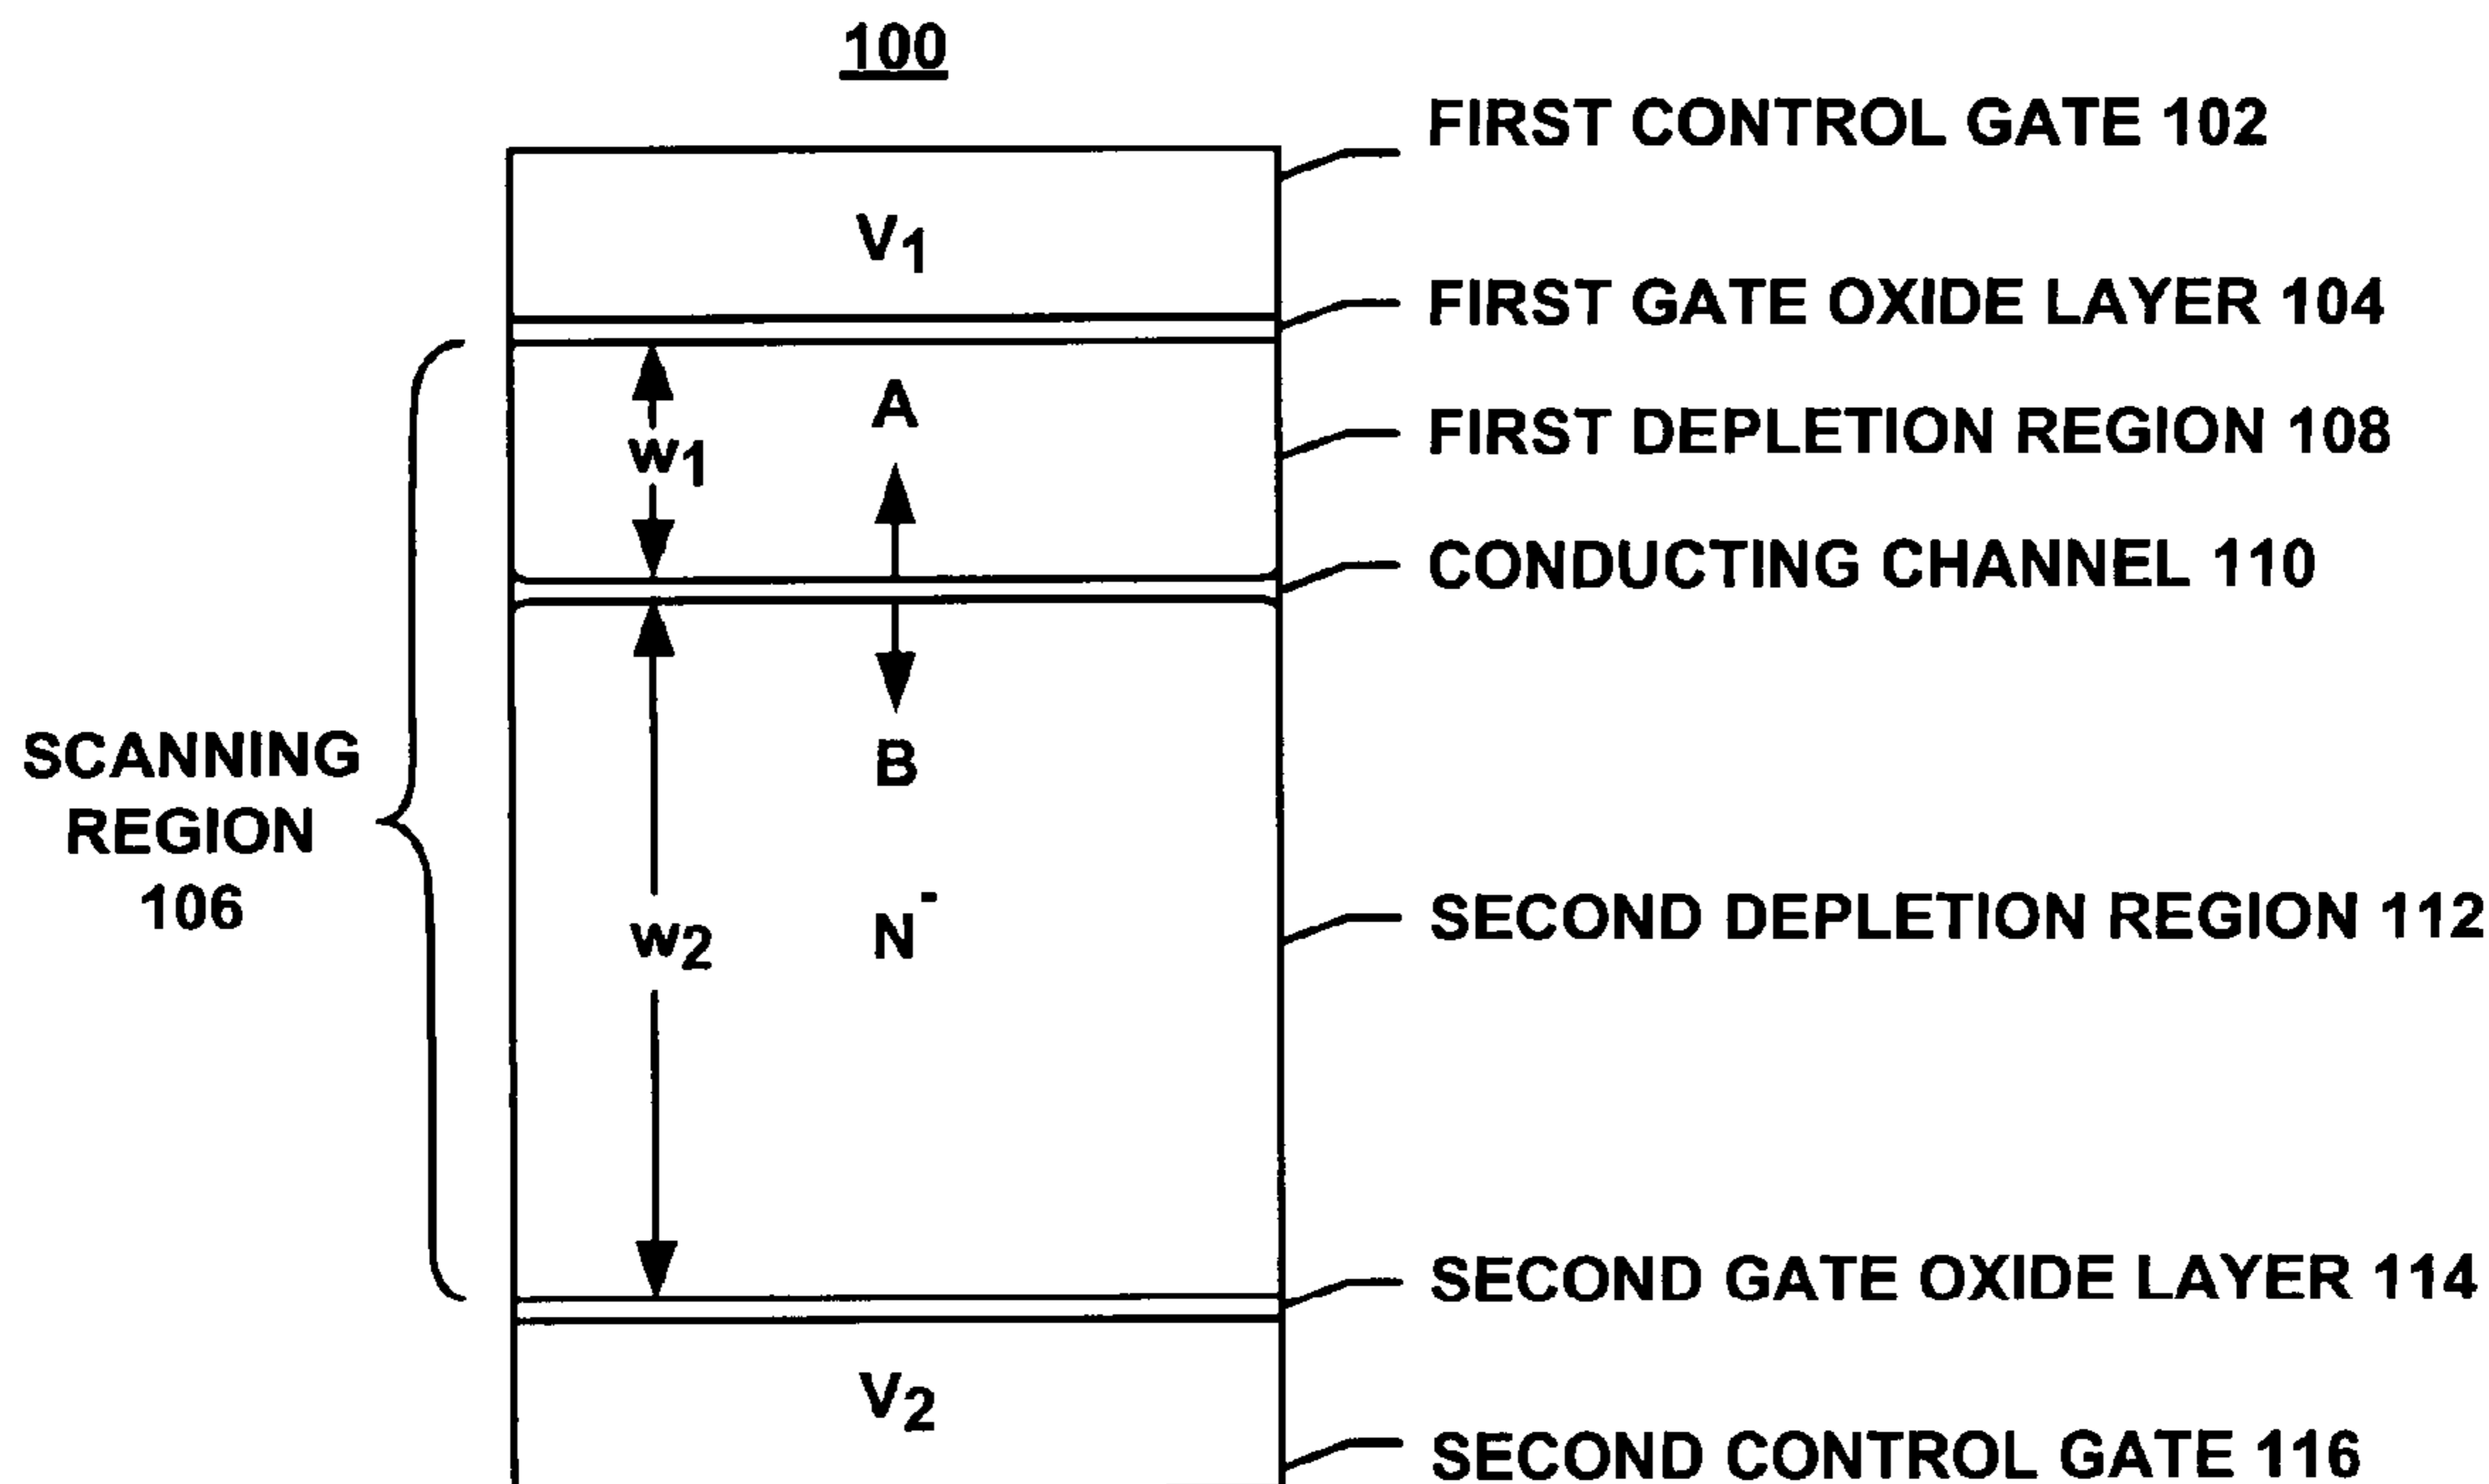 100
FIRST CONTROL GATE 102
V1
FIRST GATE OXIDE LAYER 104
A
FIRST DEPLETION REGION 108
w1
CONDUCTING CHANNEL 110
B
SCANNING
REGION
106
w2
N-
SECOND DEPLETION REGION 112
SECOND GATE OXIDE LAYER 114
V2
SECOND CONTROL GATE 116